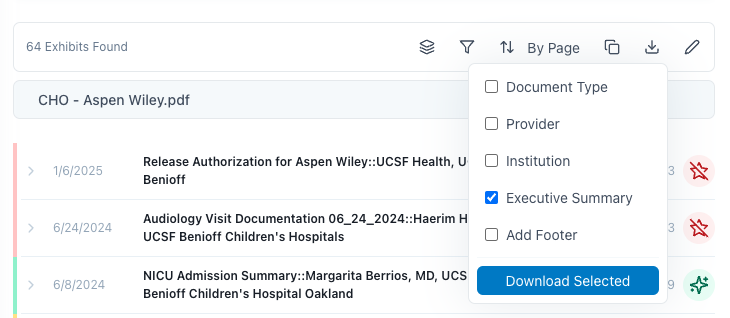 64 Exhibits Found
By Page
CHO - Aspen Wiley.pdf
Document Type
Provider
Institution
Executive Summary
Add Footer
Download Selected
1/6/2025
Release Authorization for Aspen Wiley::UCSF Health, U
Benioff
3
6/24/2024
Audiology Visit Documentation 06_24_2024::Haerim H
UCSF Benioff Children's Hospitals
3
6/8/2024
NICU Admission Summary::Margarita Berrios, MD, UCS
Benioff Children's Hospital Oakland
9